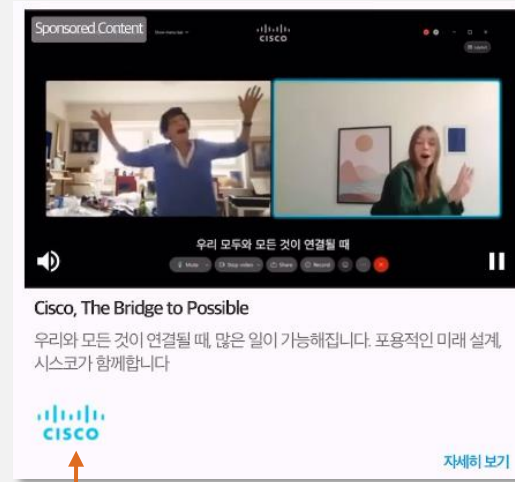 Sponsored Content
CISCO
우리 모두와 모든 것이 연결될 때
Mute
Stop video
Share
Record
Cisco, The Bridge to Possible
우리와 모든 것이 연결될 때, 많은 일이 가능해집니다. 포용적인 미래 설계,
시스코가 함께합니다
CISCO
자세히 보기